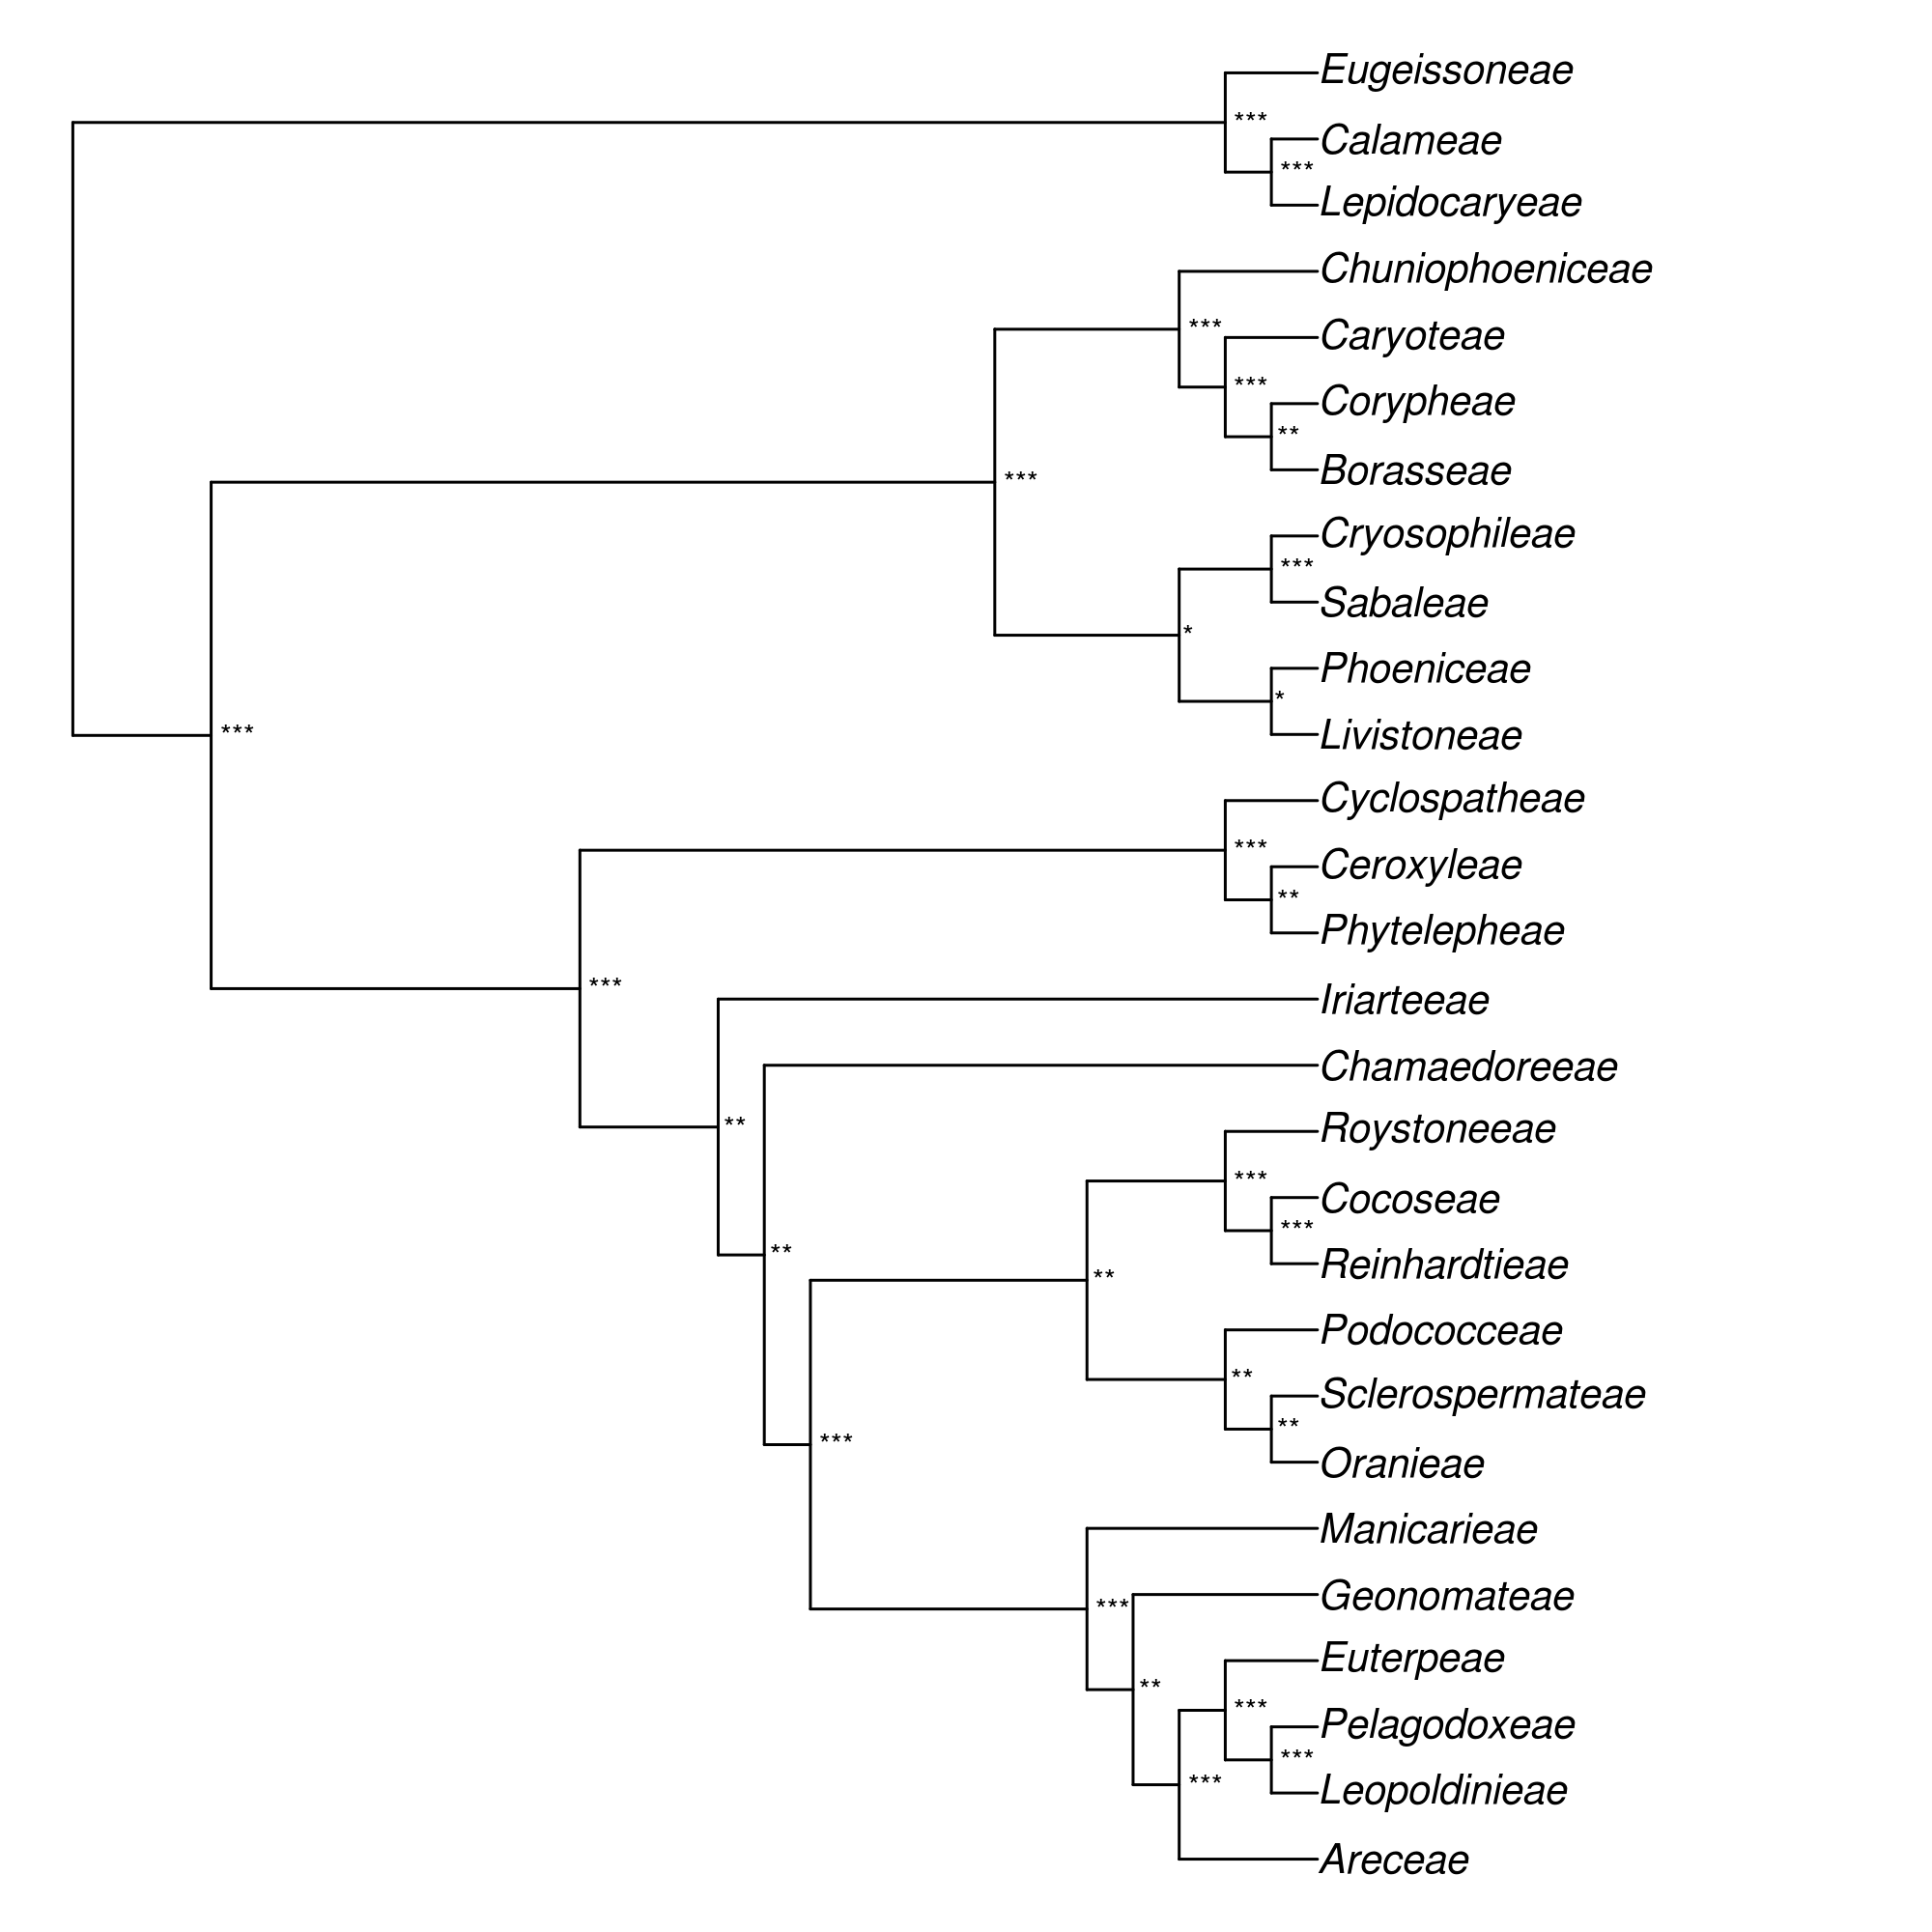 Eugeissoneae
***
Calameae
***
Lepidocaryeae
Chuniophoeniceae
***
Caryoteae
***
Corypheae
**
Borasseae
***
Cryosophileae
***
Sabaleae
*
Phoeniceae
*
Livistoneae
***
Cyclospatheae
***
Ceroxyleae
**
Phytelepheae
***
Iriarteeae
Chamaedoreeae
**
Roystoneeae
***
Cocoseae
***
Reinhardtieae
**
**
Podococceae
**
Sclerospermateae
**
Oranieae
***
Manicarieae
Geonomateae
***
Euterpeae
**
***
Pelagodoxeae
***
Leopoldinieae
***
Areceae